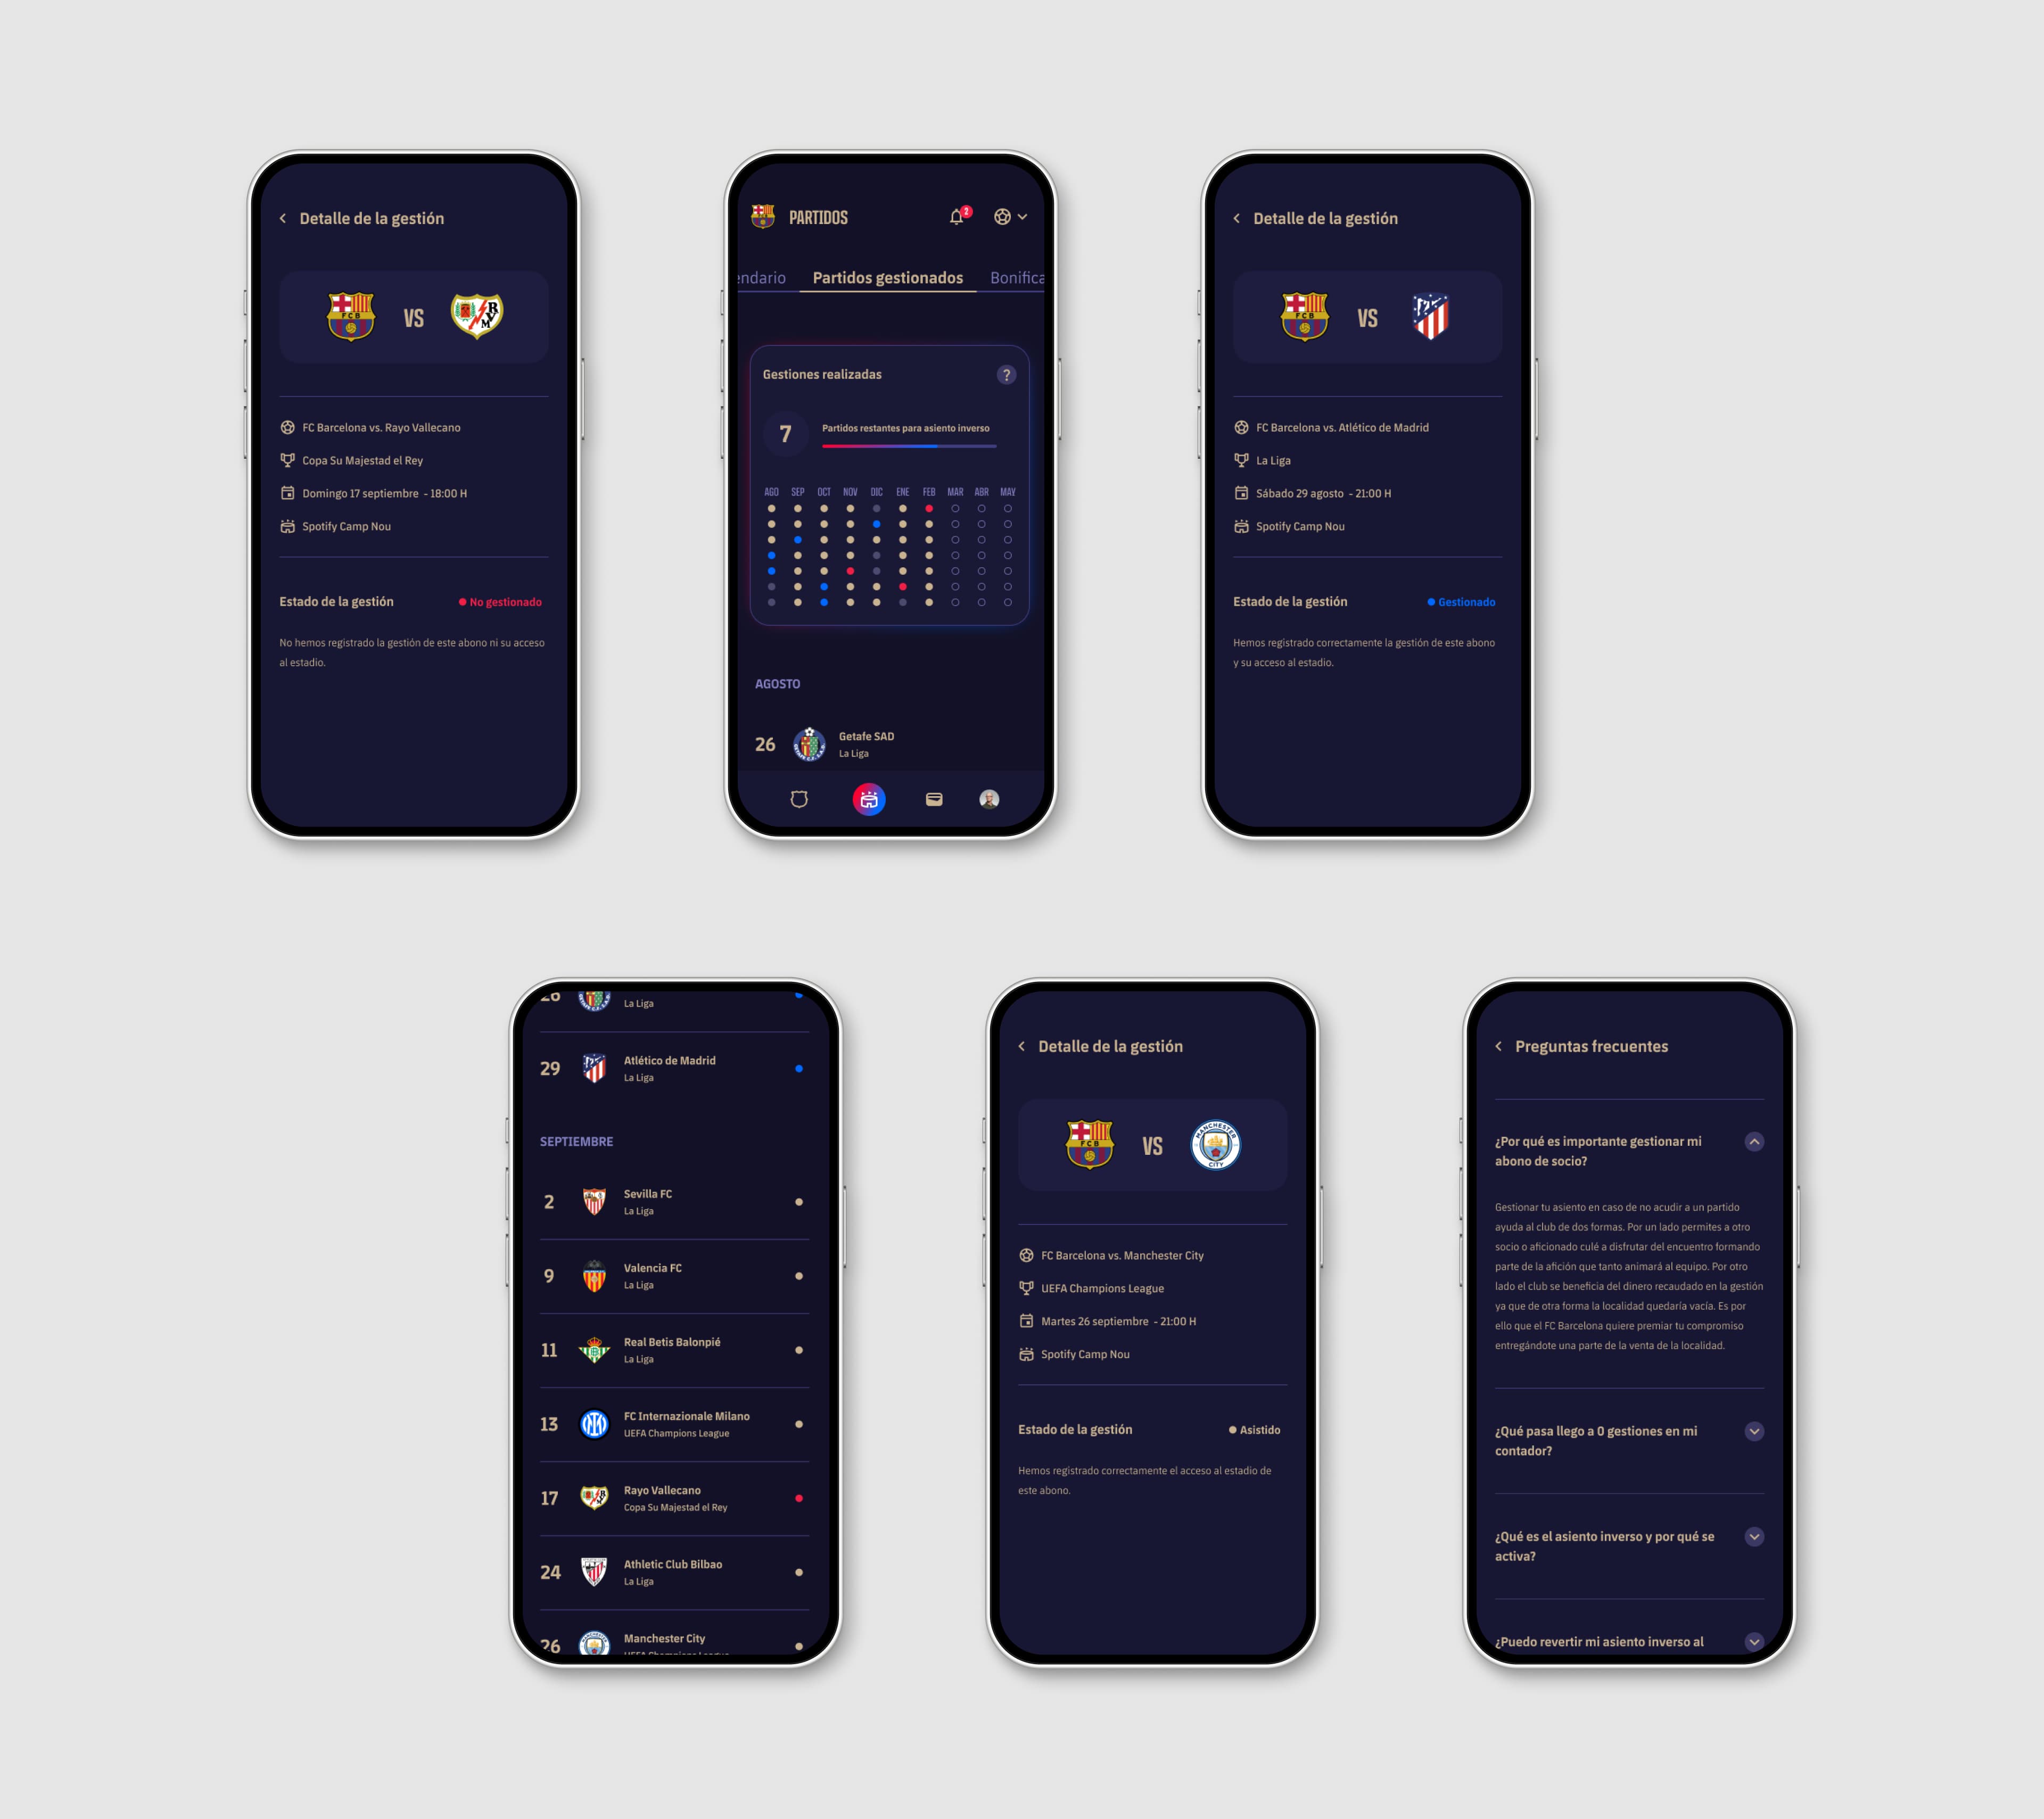 Detalle de la gestión
FCB
VS
RVM
FC Barcelona vs. Rayo Vallecano
Copa Su Majestad el Rey
Domingo 17 septiembre - 18:00 H
Spotify Camp Nou
Estado de la gestión
No gestionado
No hemos registrado la gestión de este abono ni su acceso
al estadio.
PARTIDOS
2
endario
Partidos gestionados
Bonifica
Gestiones realizadas
?
7
Partidos restantes para asiento inverso
AGO SEP OCT NOV DIC ENE FEB MAR ABR MAY
AGOSTO
26
Getafe SAD
La Liga
Detalle de la gestión
FCB
VS
FC Barcelona vs. Atlético de Madrid
La Liga
Sábado 29 agosto - 21:00 H
Spotify Camp Nou
Estado de la gestión
Gestionado
Hemos registrado correctamente la gestión de este abono
y su acceso al estadio.
26
La Liga
29
Atlético de Madrid
La Liga
SEPTIEMBRE
2
Sevilla FC
La Liga
9
Valencia FC
La Liga
11
Real Betis Balonpié
La Liga
13
FC Internazionale Milano
UEFA Champions League
17
Rayo Vallecano
Copa Su Majestad el Rey
24
Athletic Club Bilbao
La Liga
26
Manchester City
UEFA Champions League
Detalle de la gestión
FCB
VS
MANCHESTER
CITY
FC Barcelona vs. Manchester City
UEFA Champions League
Martes 26 septiembre - 21:00 H
Spotify Camp Nou
Estado de la gestión
Asistido
Hemos registrado correctamente el acceso al estadio de
este abono.
Preguntas frecuentes
¿Por qué es importante gestionar mi
abono de socio?
Gestionar tu asiento en caso de no acudir a un partido
ayuda al club de dos formas. Por un lado permites a otro
socio o aficionado culé a disfrutar del encuentro formando
parte de la afición que tanto animará al equipo. Por otro
lado el club se beneficia del dinero recaudado en la gestión
ya que de otra forma la localidad quedaría vacía. Es por
ello que el FC Barcelona quiere premiar tu compromiso
entregándote una parte de la venta de la localidad.
¿Qué pasa llego a 0 gestiones en mi
contador?
¿Qué es el asiento inverso y por qué se
activa?
¿Puedo revertir mi asiento inverso al